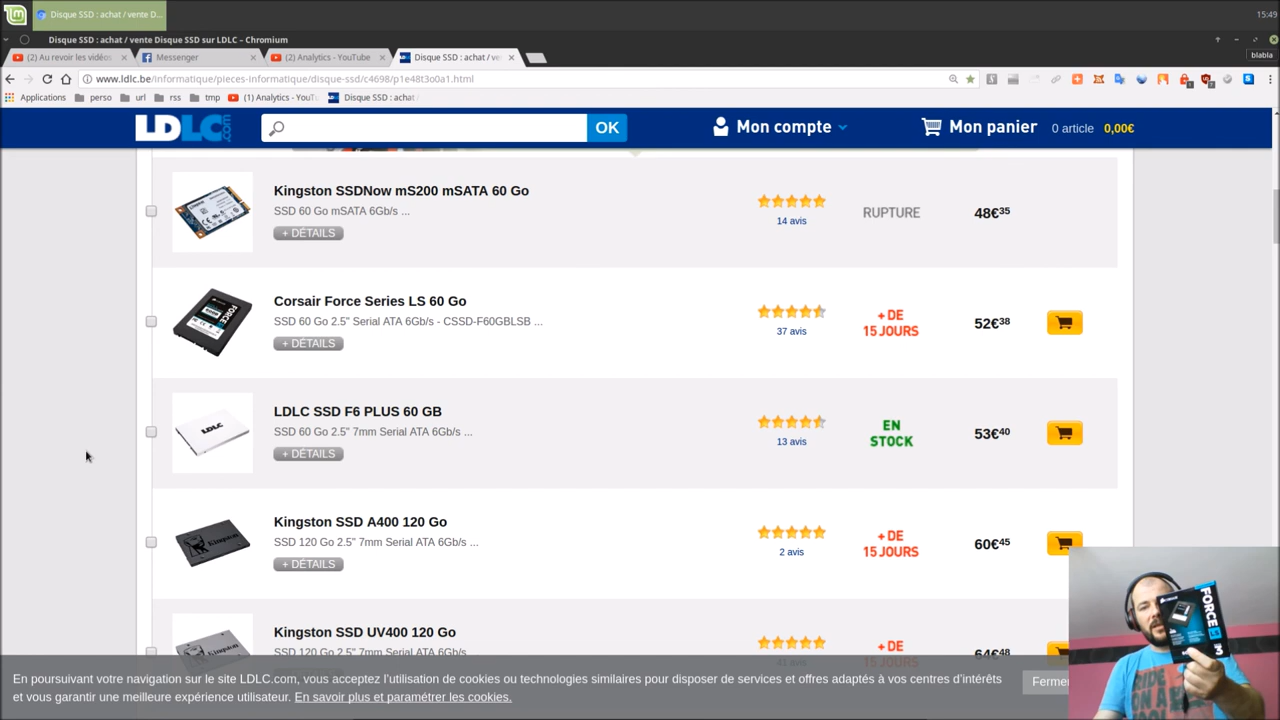 Disque SSD : achat / vente D...
15:49
Disque SSD : achat / vente Disque SSD sur LDLC – Chromium
(2) Au revoir les vidéos
Messenger
(2) Analytics - YouTube
Disque SSD : achat / ve
blabla
www.ldlc.be/informatique/pieces-informatique/disque-ssd/c4698/p1e48t3o0a1.html
Applications perso url rss tmp (1) Analytics - YouT Disque SSD : achat /
LDLC.com
OK
Mon compte
Mon panier
0 article 0,00€
Kingston SSDNow mS200 mSATA 60 Go
SSD 60 Go mSATA 6Gb/s ...
+ DÉTAILS
14 avis
RUPTURE
48€35
Corsair Force Series LS 60 Go
SSD 60 Go 2.5" Serial ATA 6Gb/s - CSSD-F60GBLSB ...
+ DÉTAILS
37 avis
+ DE
15 JOURS
52€38
LDLC SSD F6 PLUS 60 GB
SSD 60 Go 2.5" 7mm Serial ATA 6Gb/s ...
+ DÉTAILS
13 avis
EN
STOCK
53€40
Kingston SSD A400 120 Go
SSD 120 Go 2.5" 7mm Serial ATA 6Gb/s ...
+ DÉTAILS
2 avis
+ DE
15 JOURS
60€45
Kingston SSD UV400 120 Go
SSD 120 Go 2.5" 7mm Serial ATA 6Gb/s
41 avis
+ DE
15 JOURS
64€48
FORCE
En poursuivant votre navigation sur le site LDLC.com, vous acceptez l'utilisation de cookies ou technologies similaires pour disposer de services et offres adaptés à vos centres d'intérêts
et vous garantir une meilleure expérience utilisateur. En savoir plus et paramétrer les cookies.
Fermer